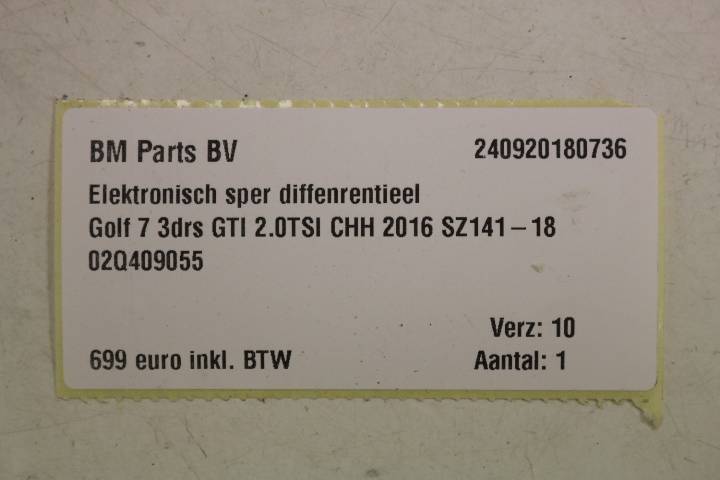 BM Parts BV 240920180736
Elektronisch sper diffenrentieel
Golf 7 3drs GTI 2.0TSI CHH 2016 SZ141-18
02Q409055
Verz: 10
699 euro inkl. BTW Aantal: 1